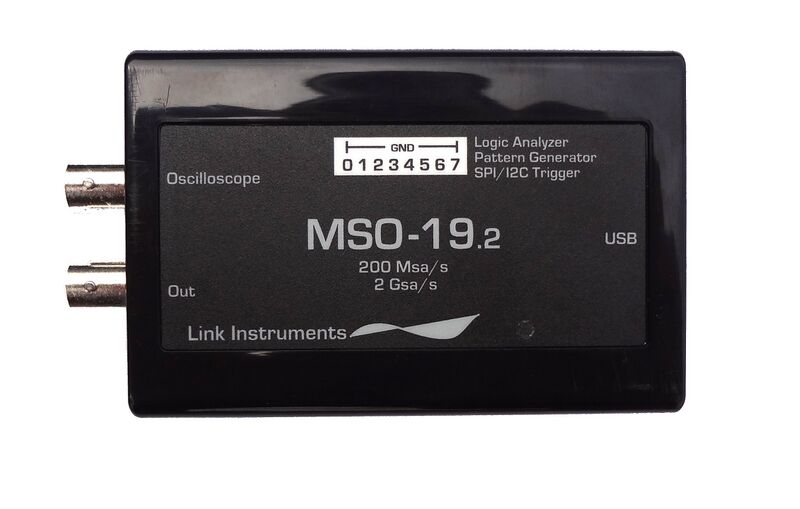 GND
01234567
Logic Analyzer
Pattern Generator
SPI/I2C Trigger
Oscilloscope
MSO-19.2
USB
200 Msa/s
2 Gsa/s
Out
Link Instruments